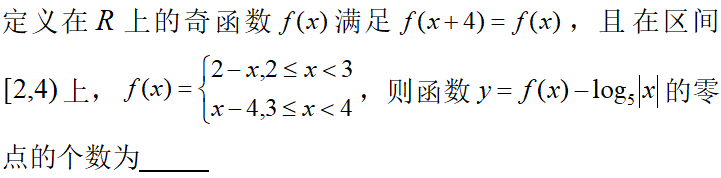 定义在 R 上的奇函数 f(x) 满足 f(x+4)=f(x)，且在区间
[2,4) 上，f(x)={2−x,2≤x<3
x−4,3≤x<4，则函数 y=f(x)−log₅|x| 的零
点的个数为_____